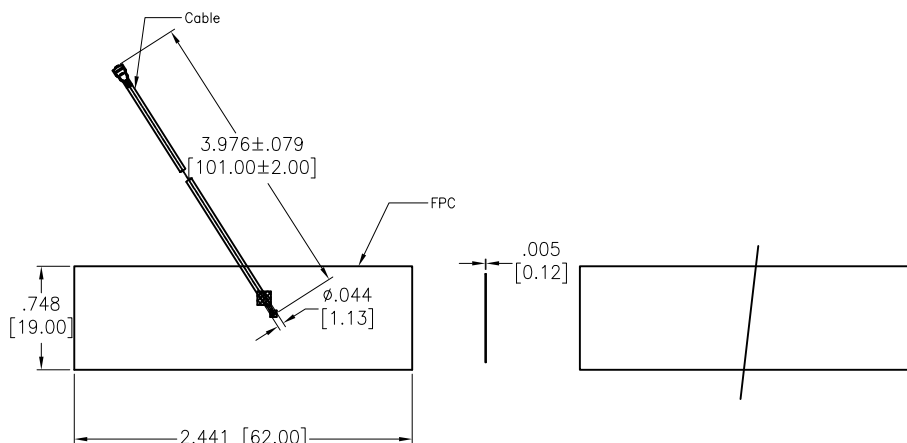 Cable
3.976±.079
[101.00±2.00]
FPC
.005
[0.12]
.748
[19.00]
ø.044
[1.13]
2.441 [62.00]